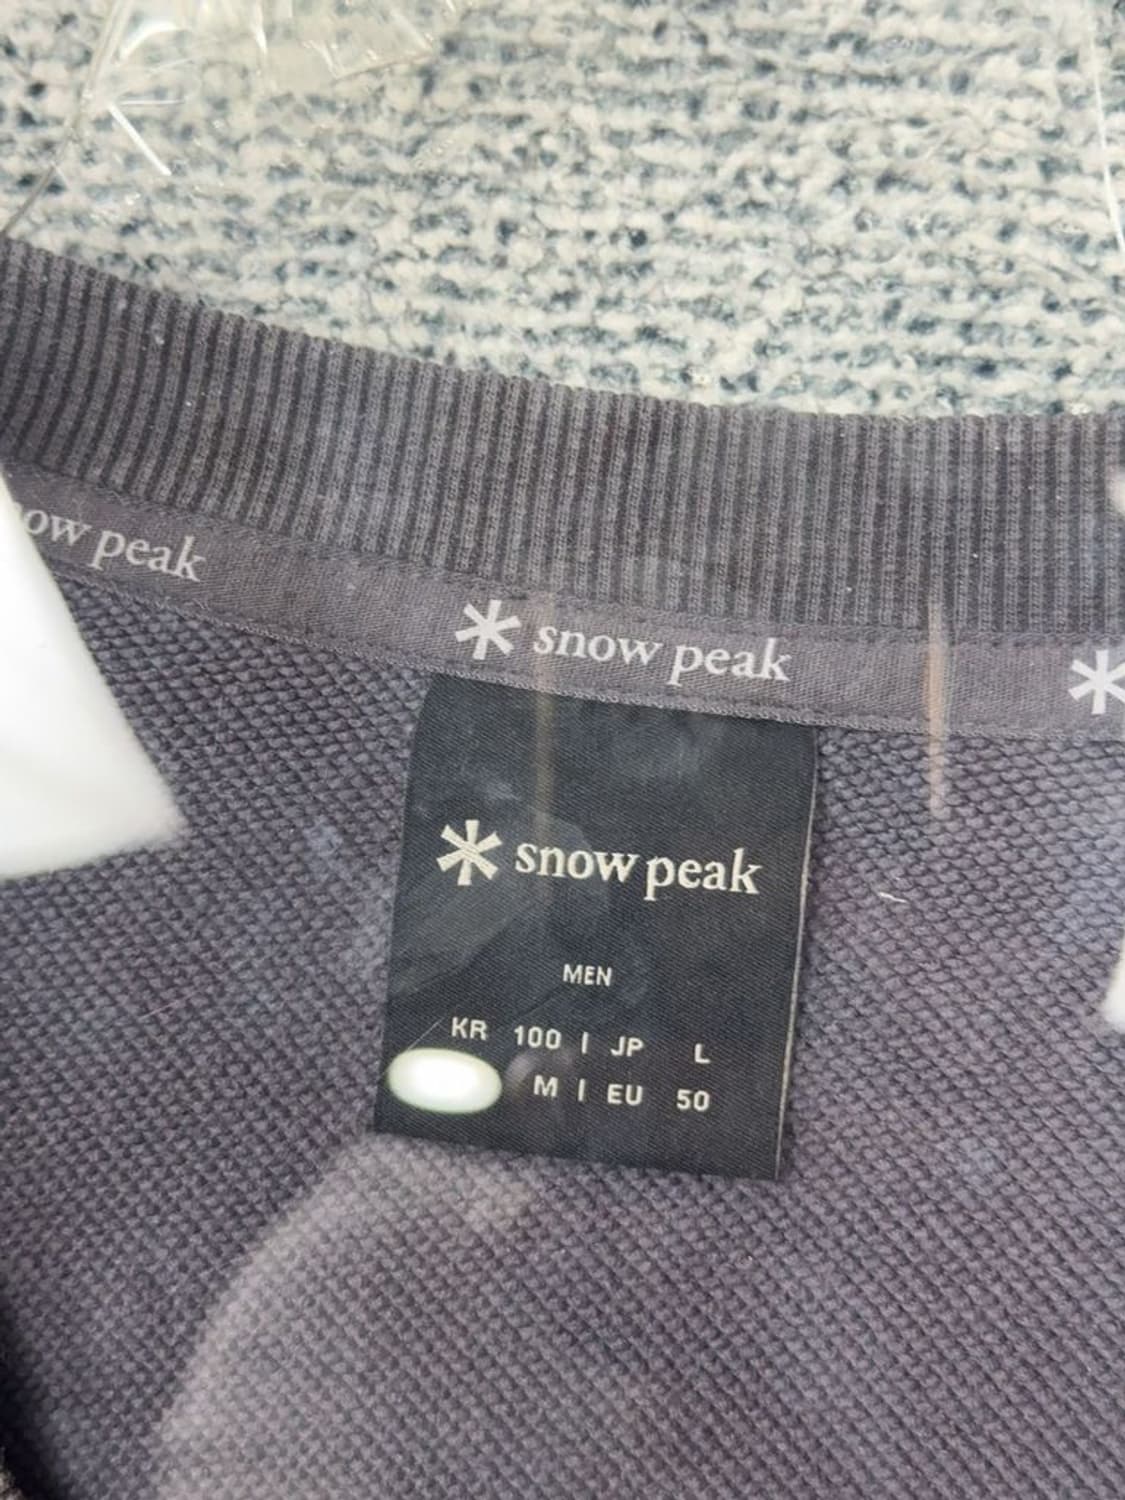 ow peak
snow peak
snow peak
MEN
KR 100 | JP L
M | EU 50